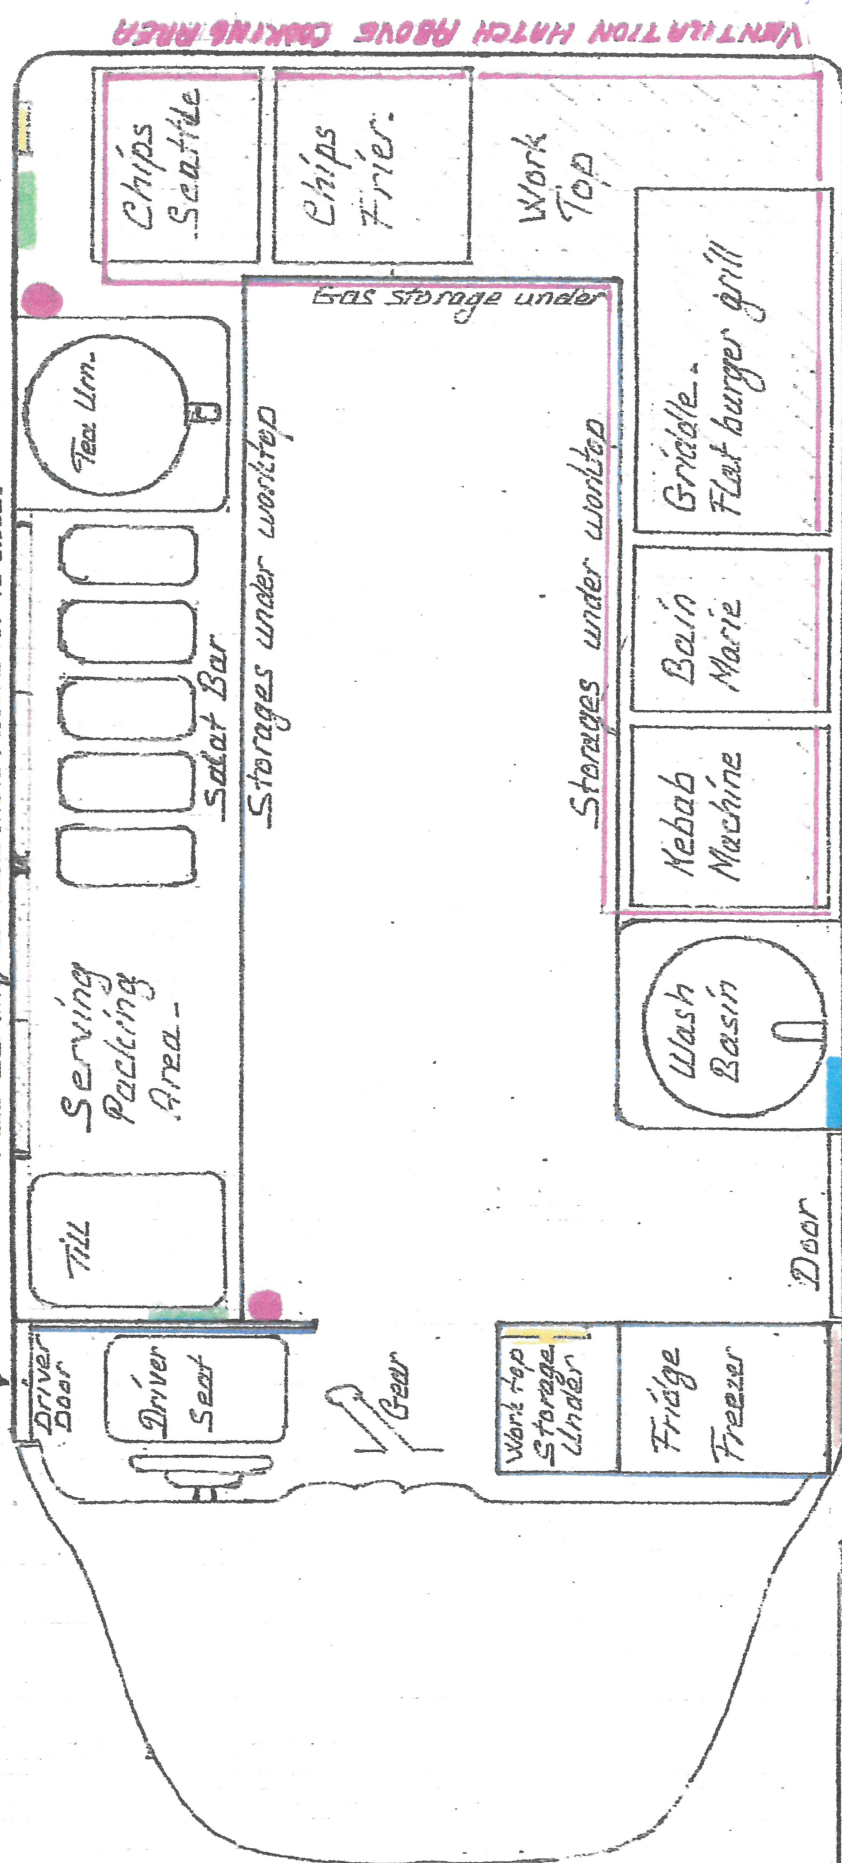 VENTILATION HATCH ABOVE COOKING AREA
Chips
Scuttle
Chips
Frier.
Work
Top
Gas storage under
Tea Urn.
Storages under worktop
Salat Bar
Storages under worktop
Griddle -
Flat burger grill
Bain
Marie
Kebab
Machine
Serving
Packing
Area -
Wash
Basin
Till
Door
Driver
Door
Driver
Seat
Gear
Work top
Storage
Under
Fridge
Freezer